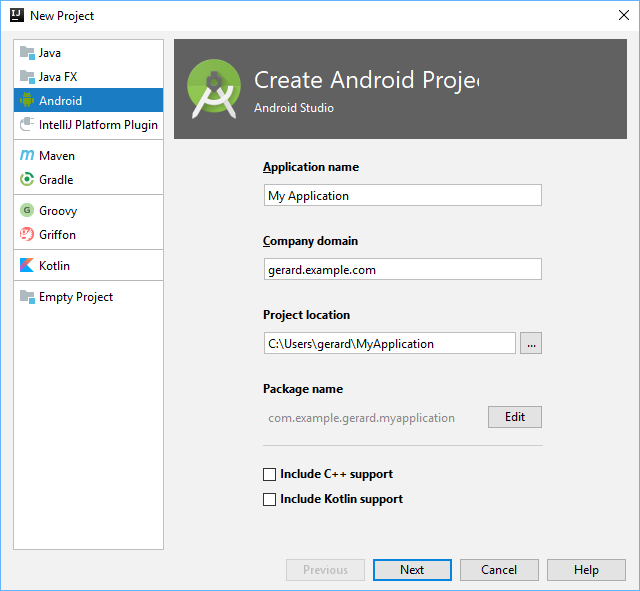 New Project
Java
Java FX
Android
IntelliJ Platform Plugin
Maven
Gradle
Groovy
Griffon
Kotlin
Empty Project
Create Android Proje
Android Studio
Application name
My Application
Company domain
gerard.example.com
Project location
C:\Users\gerard\MyApplication
...
Package name
com.example.gerard.myapplication
Edit
Include C++ support
Include Kotlin support
Previous
Next
Cancel
Help